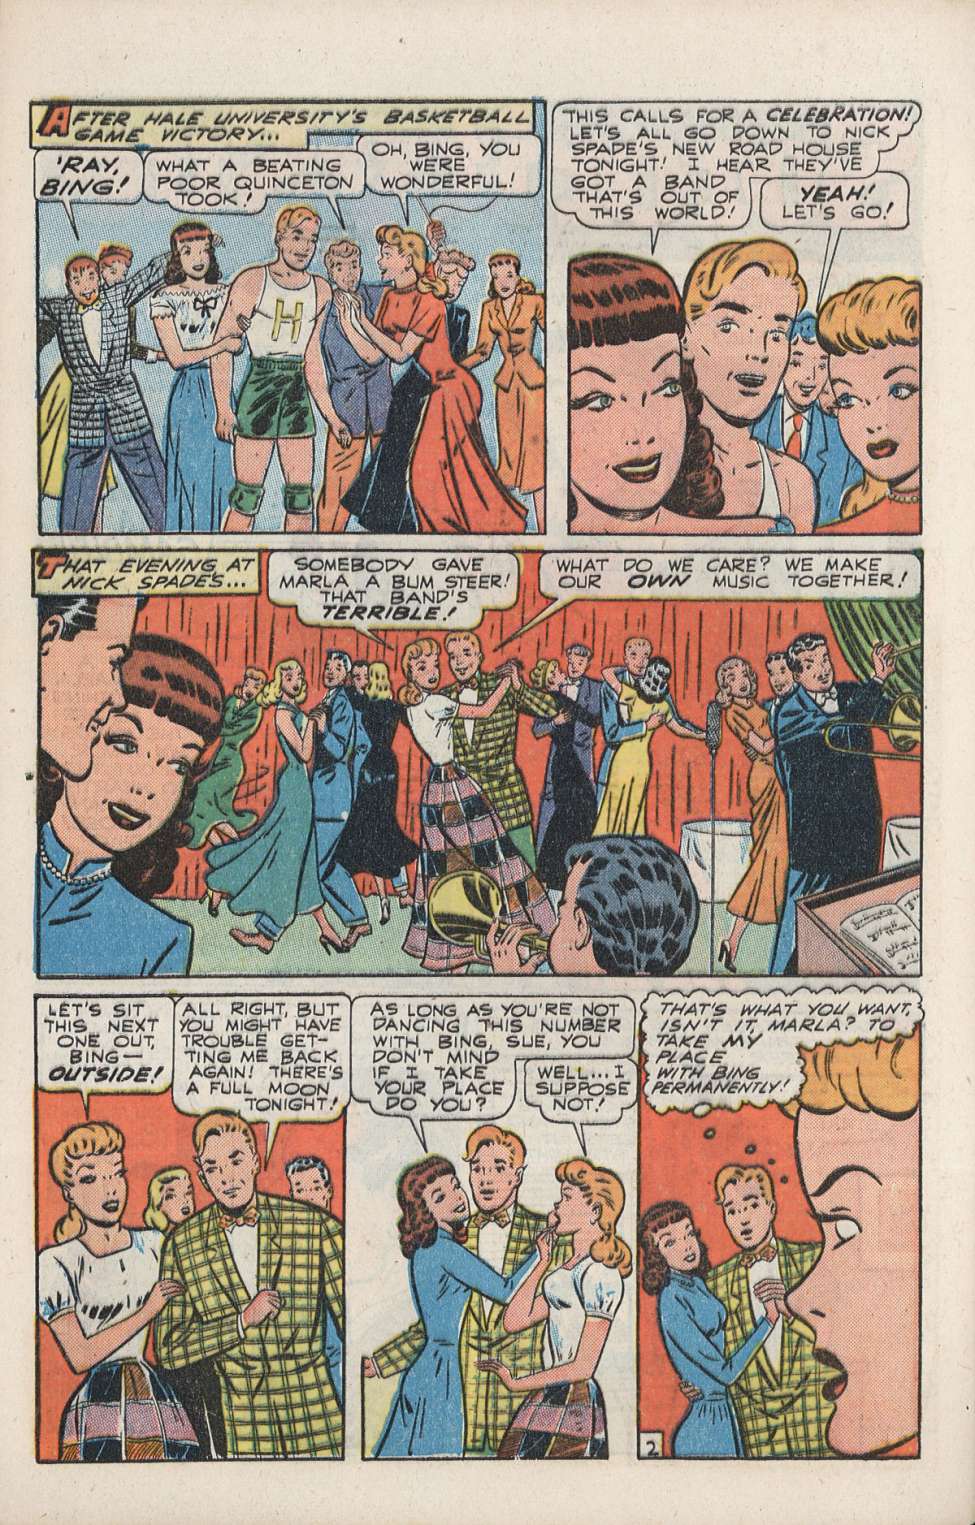 AFTER HALE UNIVERSITY'S BASKETBALL
GAME VICTORY...
'RAY,
BING!
WHAT A BEATING
POOR QUINCETON
TOOK!
OH, BING, YOU
WERE
WONDERFUL!
H
THIS CALLS FOR A CELEBRATION!
LET'S ALL GO DOWN TO NICK
SPADE'S NEW ROAD HOUSE
TONIGHT! I HEAR THEY'VE
GOT A BAND
THAT'S OUT OF
THIS WORLD!
YEAH!
LET'S GO!
THAT EVENING AT
NICK SPADE'S...
SOMEBODY GAVE
MARLA A BUM STEER!
THAT BAND'S
TERRIBLE!
WHAT DO WE CARE? WE MAKE
OUR OWN MUSIC TOGETHER!
LET'S SIT
THIS NEXT
ONE OUT,
BING—
OUTSIDE!
ALL RIGHT, BUT
YOU MIGHT HAVE
TROUBLE GET-
TING ME BACK
AGAIN! THERE'S
A FULL MOON
TONIGHT!
AS LONG AS YOU'RE NOT
DANCING THIS NUMBER
WITH BING, SUE, YOU
DON'T MIND
IF I TAKE
YOUR PLACE
DO YOU?
WELL...I
SUPPOSE
NOT!
THAT'S WHAT YOU WANT,
ISN'T IT, MARLA? TO
TAKE MY
PLACE
WITH BING
PERMANENTLY!
2